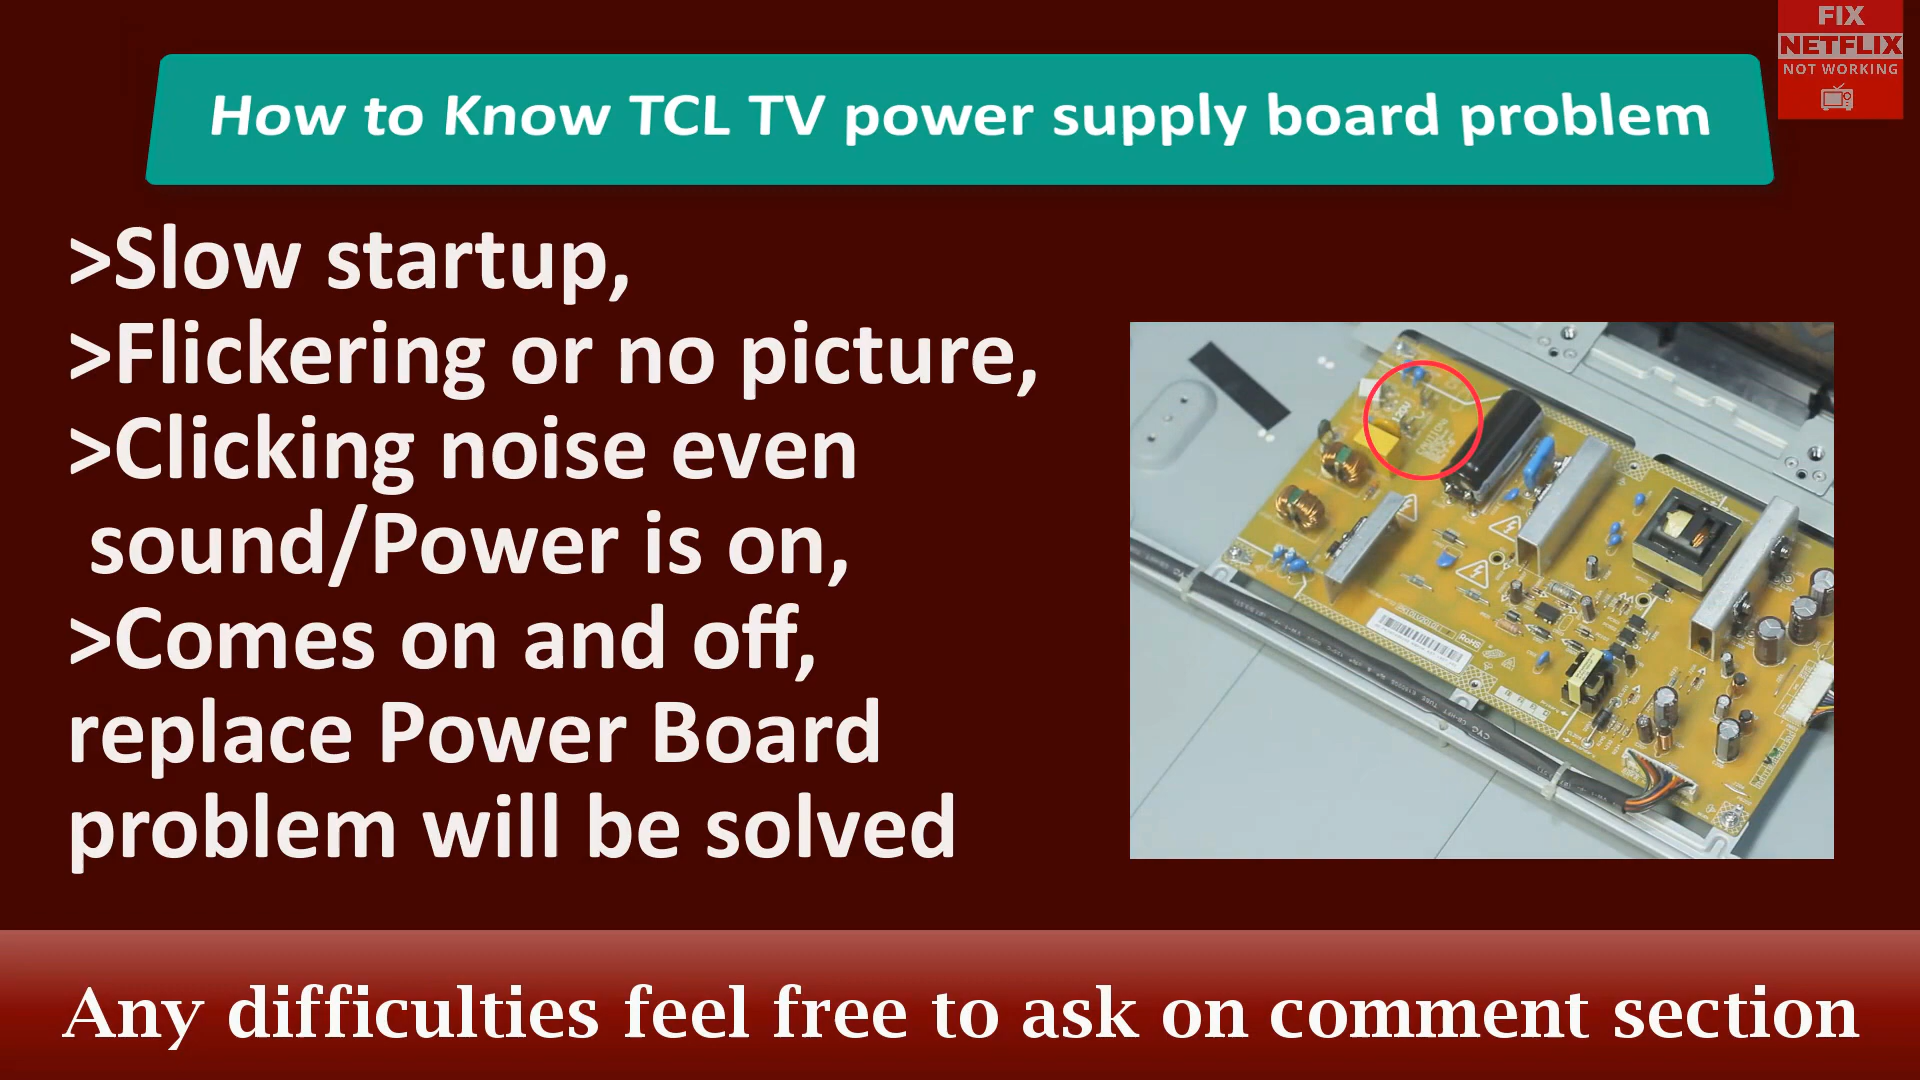 FIX
NETFLIX
NOT WORKING
How to Know TCL TV power supply board problem
>Slow startup,
>Flickering or no picture,
>Clicking noise even
sound/Power is on,
>Comes on and off,
replace Power Board
problem will be solved
RoHS
Any difficulties feel free to ask on comment section